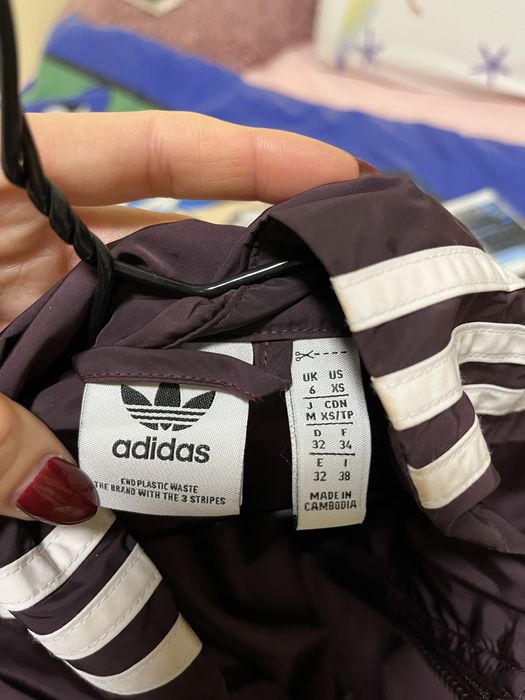 adidas
END PLASTIC WASTE
THE BRAND WITH THE 3 STRIPES
UK US
6 XS
J CDN
M XS/TP
D F
32 34
E I
32 38
MADE IN
CAMBODIA